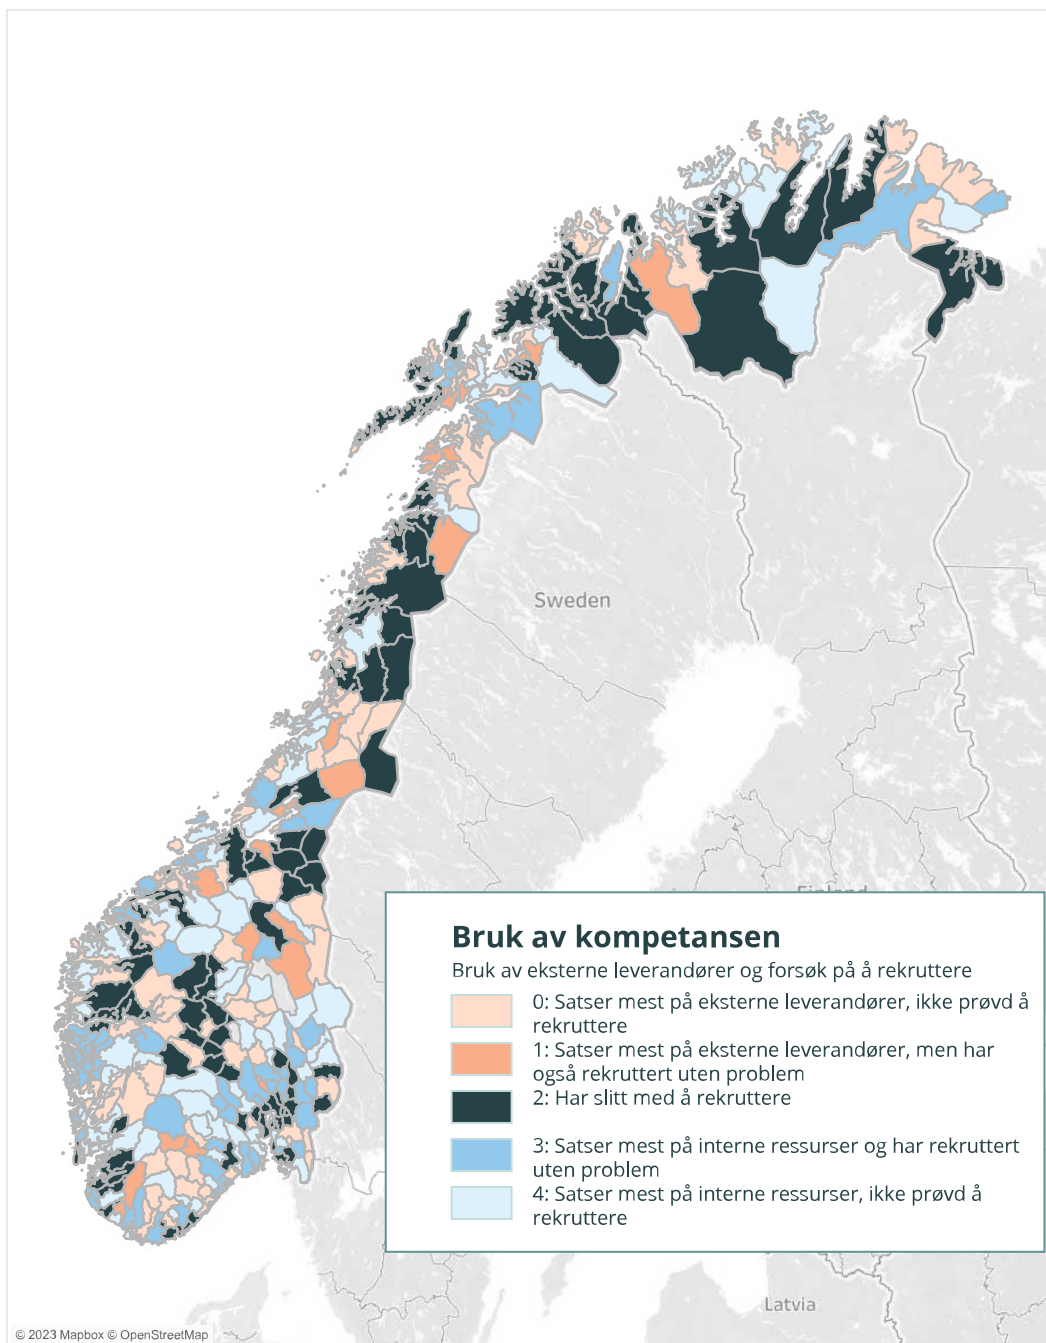 Sweden
Finland
Bruk av kompetansen
Bruk av eksterne leverandører og forsøk på å rekruttere
0: Satser mest på eksterne leverandører, ikke prøvd å
rekruttere
1: Satser mest på eksterne leverandører, men har
også rekruttert uten problem
2: Har slitt med å rekruttere
3: Satser mest på interne ressurser og har rekruttert
uten problem
4: Satser mest på interne ressurser, ikke prøvd å
rekruttere
Latvia
© 2023 Mapbox © OpenStreetMap